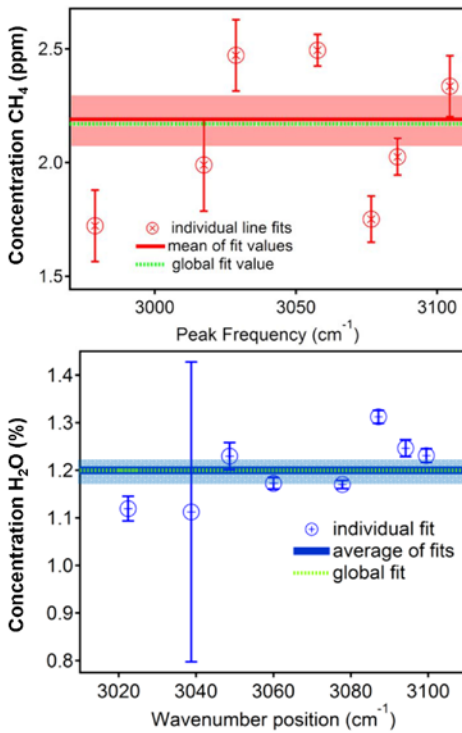 Concentration CH4 (ppm)
2.5
2.0
1.5
individual line fits
mean of fit values
global fit value
3000
3050
3100
Peak Frequency (cm-1)
Concentration H2O (%)
1.4
1.3
1.2
1.1
1.0
0.9
0.8
individual fit
average of fits
global fit
3020
3040
3060
3080
3100
Wavenumber position (cm-1)